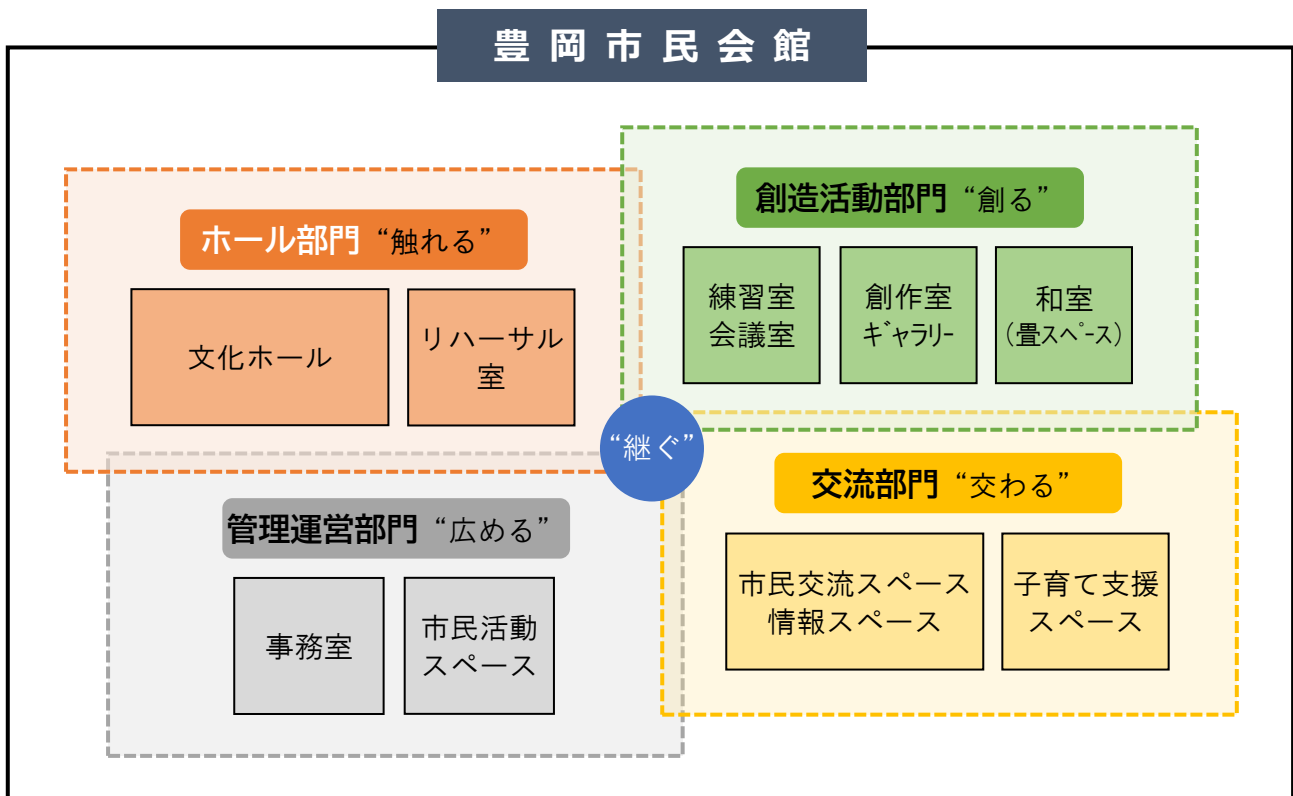 豊岡市民会館
ホール部門 “触れる”
文化ホール
リハーサル
室
創造活動部門 “創る”
練習室
会議室
創作室
ギャラリー
和室
（畳スペース）
“継ぐ”
管理運営部門 “広める”
事務室
市民活動
スペース
交流部門 “交わる”
市民交流スペース
情報スペース
子育て支援
スペース